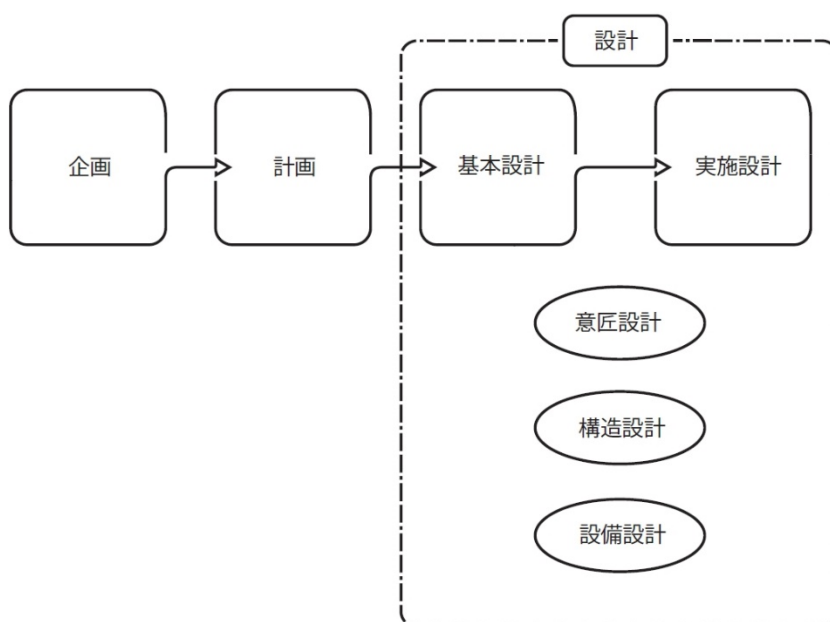 設計
企画
計画
基本設計
実施設計
意匠設計
構造設計
設備設計